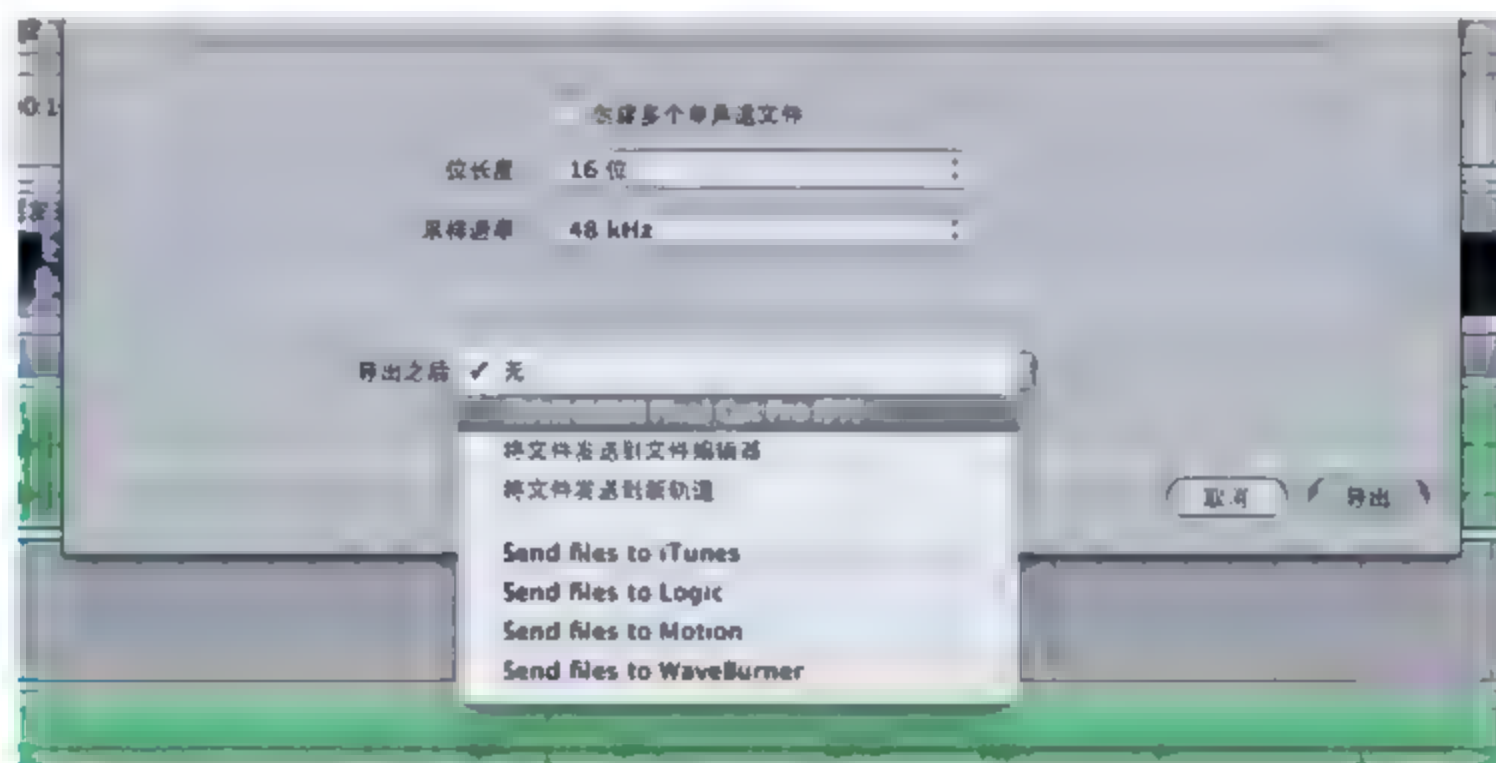 创建多个单声道文件
位长度 16 位
采样速率 48 kHz
导出之后 ✓ 无
将文件发送到文件编辑器
将文件发送到新轨道
取消 导出
Send files to iTunes
Send files to Logic
Send files to Motion
Send files to WaveBurner